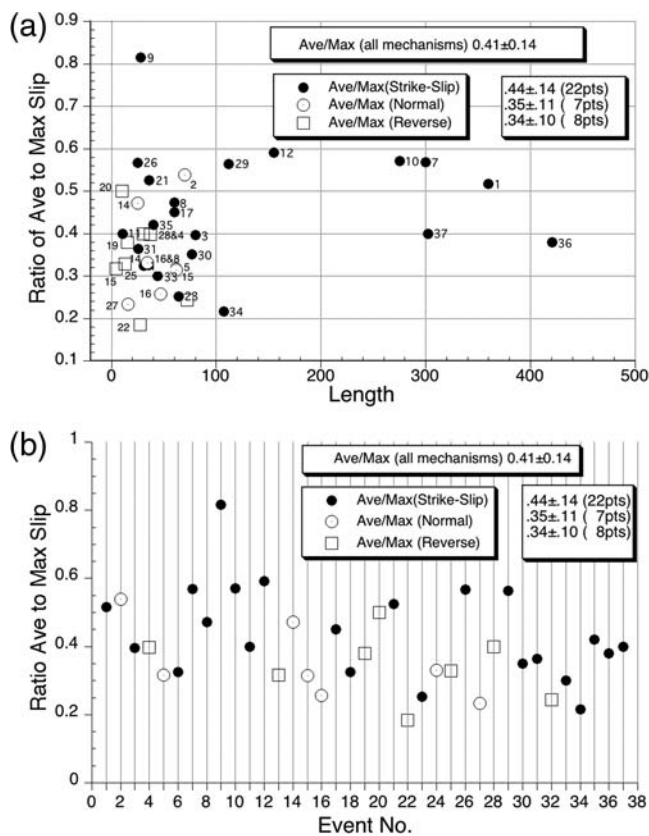 (a)
0.9
0.8
0.7
0.6
0.5
0.4
0.3
0.2
0.1
Ratio of Ave to Max Slip
Ave/Max (all mechanisms) 0.41±0.14
Ave/Max(Strike-Slip)
Ave/Max (Normal)
Ave/Max (Reverse)
.44±.14 (22pts)
.35±.11 ( 7pts)
.34±.10 ( 8pts)
9
12
26
29
10
7
21
2
1
20
14
8
17
35
11
28&4
3
37
19
36
31
14
16&8
30
5
15
25
33
15
16
23
27
34
22
0
100
200
300
400
500
Length
(b)
1
0.8
0.6
0.4
0.2
0
Ratio Ave to Max Slip
Ave/Max (all mechanisms) 0.41±0.14
Ave/Max(Strike-Slip)
Ave/Max (Normal)
Ave/Max (Reverse)
.44±.14 (22pts)
.35±.11 ( 7pts)
.34±.10 ( 8pts)
0 2 4 6 8 10 12 14 16 18 20 22 24 26 28 30 32 34 36 38
Event No.